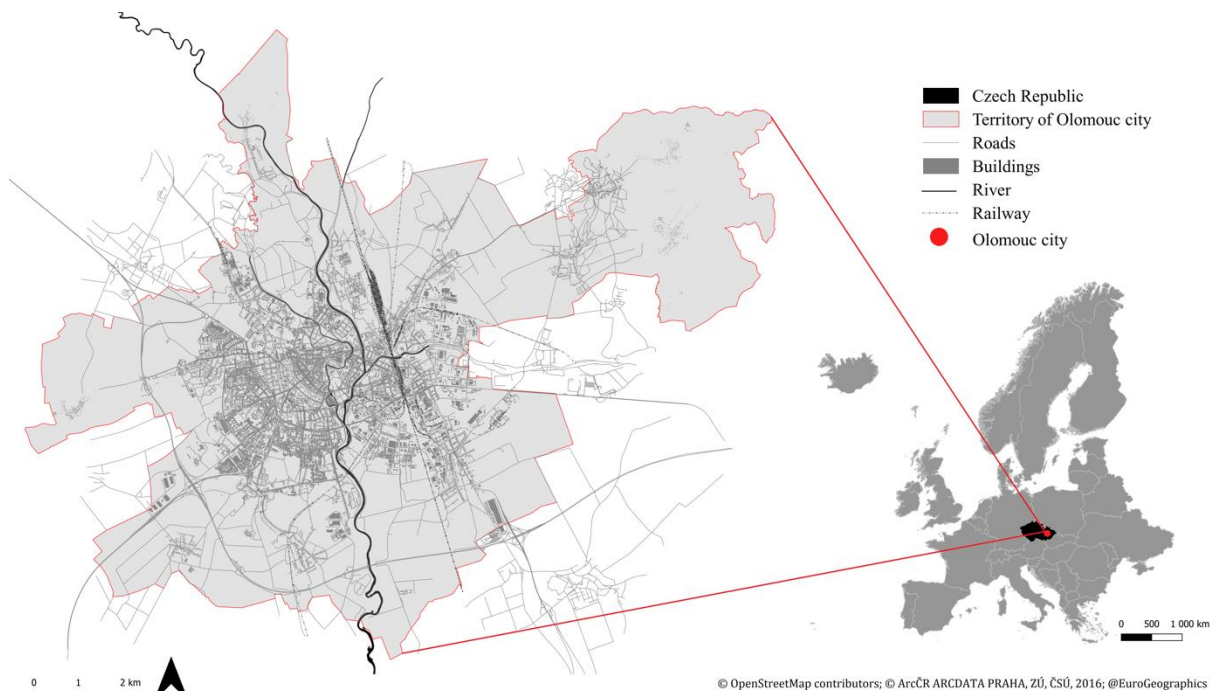 Czech Republic
Territory of Olomouc city
Roads
Buildings
River
Railway
Olomouc city
0 500 1 000 km
0 1 2 km
© OpenStreetMap contributors; © ArcČR ARCDATA PRAHA, ZÚ, ČSÚ, 2016; @EuroGeographics